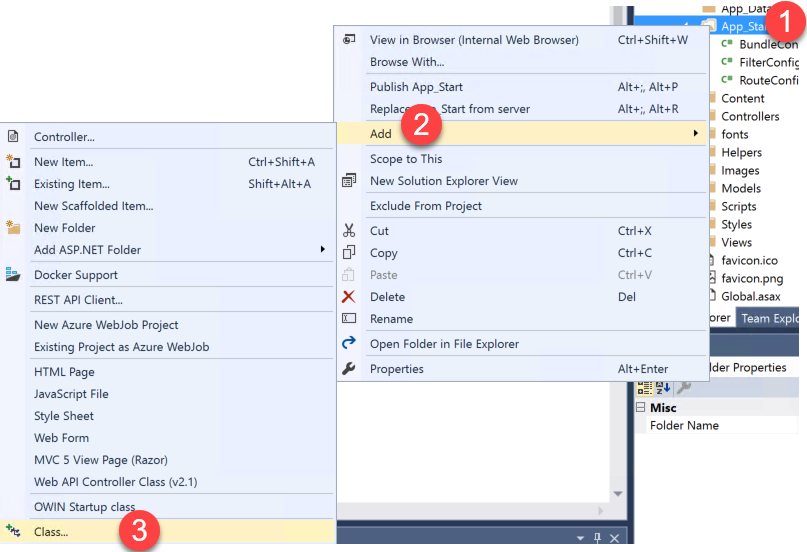 App_Data
App_Sta
1
C# BundleCon
C# FilterConfig
C# RouteConfi
Content
Controllers
fonts
Helpers
Images
Models
Scripts
Styles
Views
favicon.ico
favicon.png
Global.asax
orer Team Explo
lder Properties
Misc
Folder Name
View in Browser (Internal Web Browser) Ctrl+Shift+W
Browse With...
Publish App_Start Alt+;, Alt+P
Replace Start from server Alt+;, Alt+R
Add 2
Scope to This
New Solution Explorer View
Exclude From Project
Cut Ctrl+X
Copy Ctrl+C
Paste Ctrl+V
Delete Del
Rename
Open Folder in File Explorer
Properties Alt+Enter
Controller...
New Item... Ctrl+Shift+A
Existing Item... Shift+Alt+A
New Scaffolded Item...
New Folder
Add ASP.NET Folder
Docker Support
REST API Client...
New Azure WebJob Project
Existing Project as Azure WebJob
HTML Page
JavaScript File
Style Sheet
Web Form
MVC 5 View Page (Razor)
Web API Controller Class (v2.1)
OWIN Startup class
Class... 3